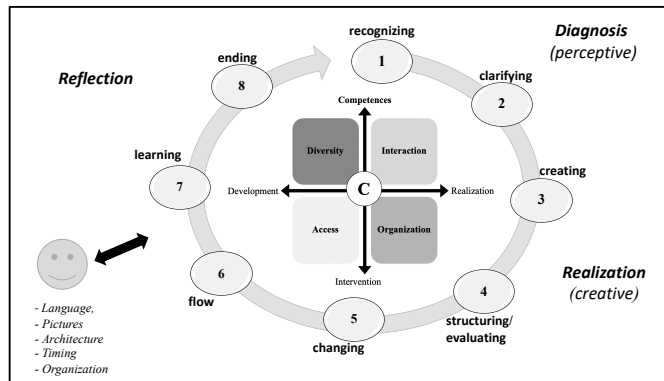 Reflection
Diagnosis
(perceptive)
Realization
(creative)
recognizing
1
clarifying
2
creating
3
4
structuring/
evaluating
5
changing
6
flow
learning
7
ending
8
Competences
Diversity
Interaction
Development
C
Realization
Access
Organization
Intervention
- Language,
- Pictures
- Architecture
- Timing
- Organization